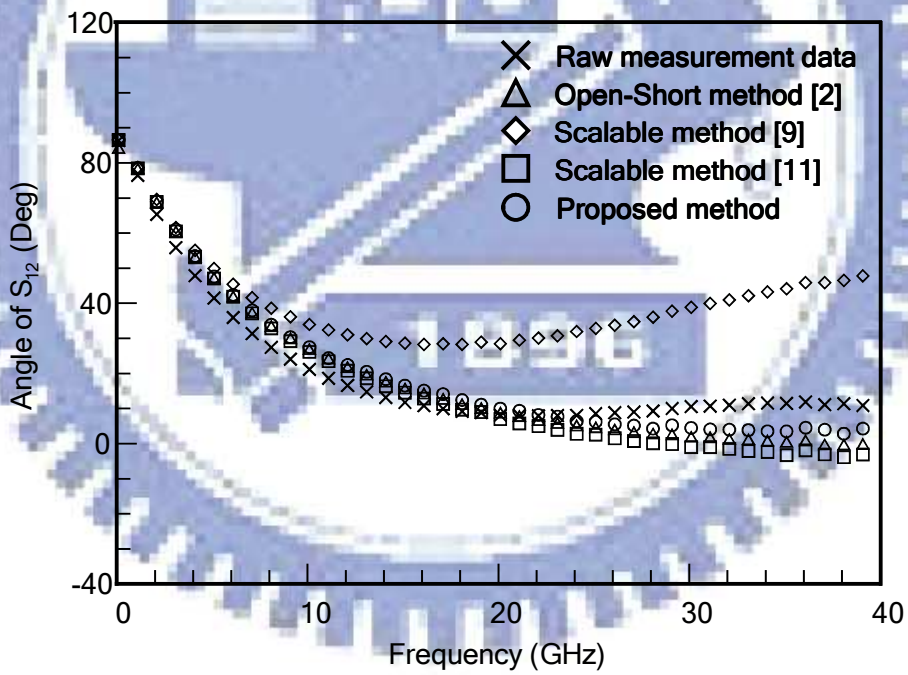 120
80
40
0
-40
Angle of S12 (Deg)
Raw measurement data
Open-Short method [2]
Scalable method [9]
Scalable method [11]
Proposed method
1896
0 10 20 30 40
Frequency (GHz)